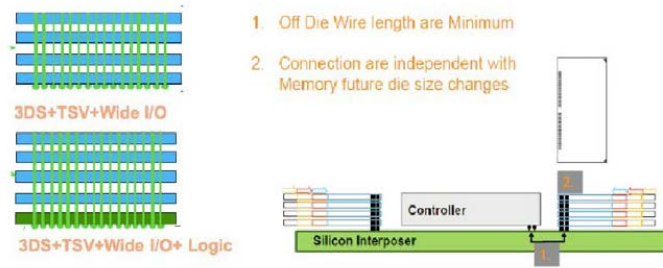 1. Off Die Wire length are Minimum
2. Connection are independent with
Memory future die size changes
3DS+TSV+Wide I/O
3DS+TSV+Wide I/O+ Logic
2.
Controller
Silicon Interposer
1.